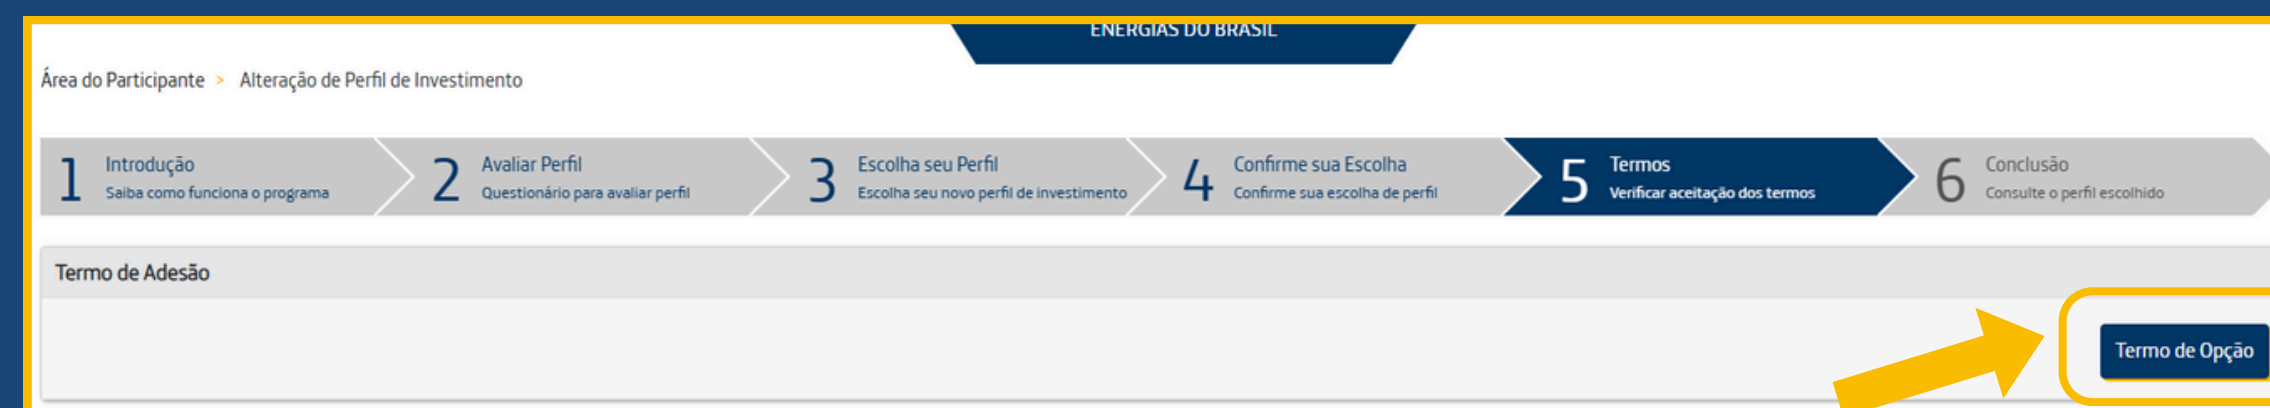 ENERGIAS DO BRASIL
Área do Participante > Alteração de Perfil de Investimento
1 Introdução
Saiba como funciona o programa
2 Avaliar Perfil
Questionário para avaliar perfil
3 Escolha seu Perfil
Escolha seu novo perfil de investimento
4 Confirme sua Escolha
Confirme sua escolha de perfil
5 Termos
Verificar aceitação dos termos
6 Conclusão
Consulte o perfil escolhido
Termo de Adesão
Termo de Opção